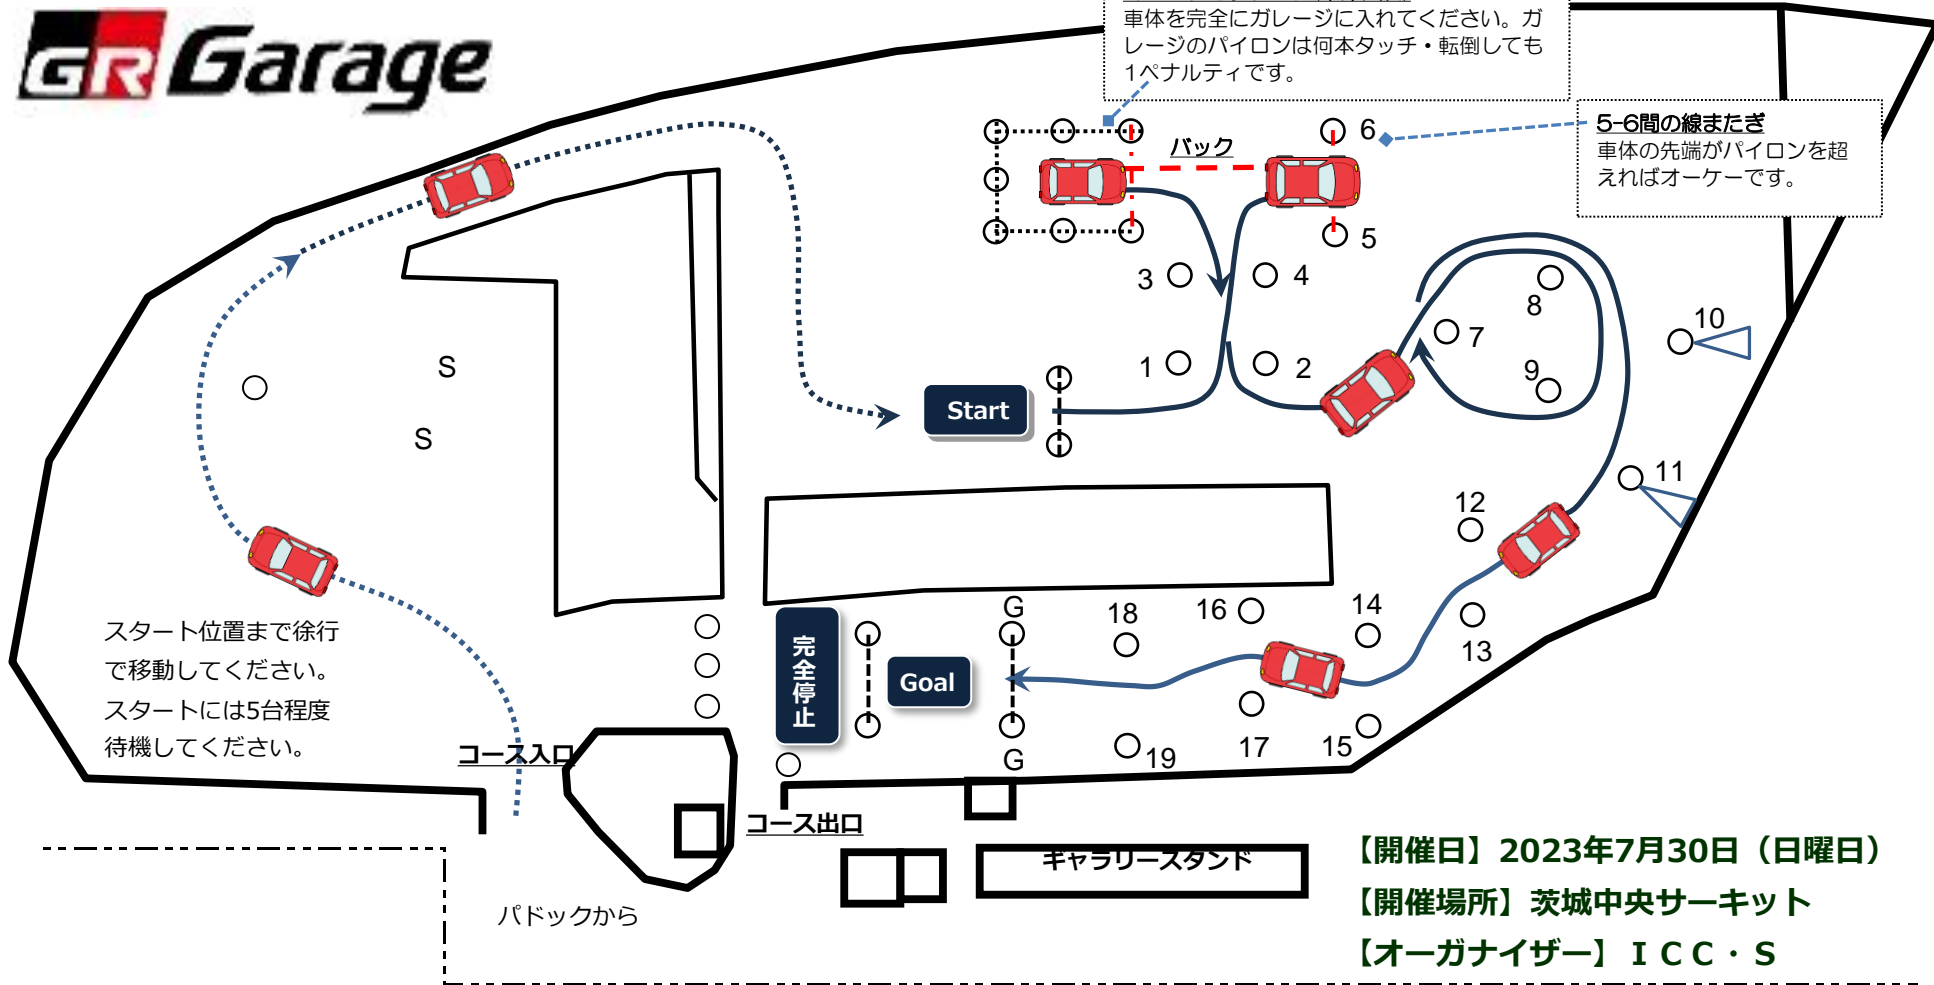 GR Garage
車体を完全にガレージに入れてください。ガ
レージのパイロンは何本タッチ・転倒しても
1ペナルティです。
5-6間の線またぎ
車体の先端がパイロンを超
えればオーケーです。
バック
6
5
3
4
8
7
10
1
2
9
S
S
Start
11
12
G
18
16
14
13
完全停止
Goal
G
19
17
15
スタート位置まで徐行
で移動してください。
スタートには5台程度
待機してください。
コース入口
コース出口
ギャラリースタンド
パドックから
【開催日】2023年7月30日（日曜日）
【開催場所】茨城中央サーキット
【オーガナイザー】ＩＣＣ・Ｓ